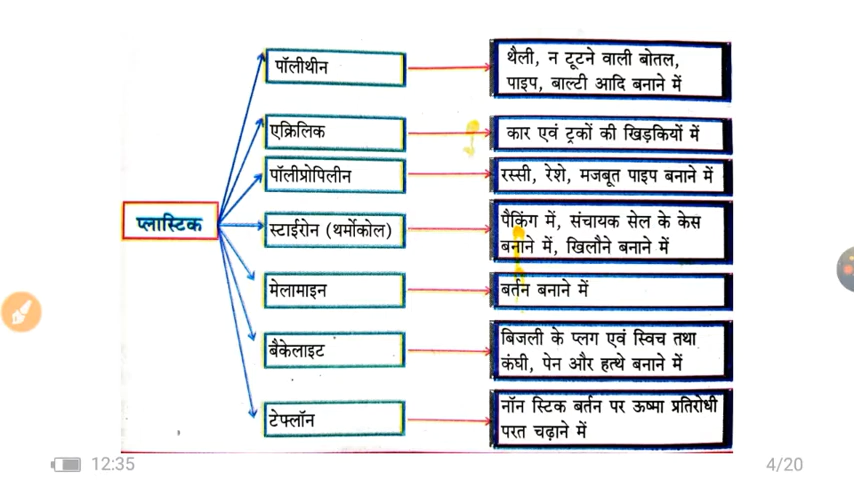 पॉलीथीन
थैली, न टूटने वाली बोतल,
पाइप, बाल्टी आदि बनाने में
एक्रिलिक
कार एवं ट्रकों की खिड़कियों में
पॉलीप्रोपिलीन
रस्सी, रेशे, मजबूत पाइप बनाने में
प्लास्टिक
स्टाईरोन (थर्मोकोल)
पैकिंग में, संचायक सेल के केस
बनाने में, खिलौने बनाने में
मेलामाइन
बर्तन बनाने में
बैकेलाइट
बिजली के प्लग एवं स्विच तथा
कंघी, पेन और हत्थे बनाने में
टेफ्लॉन
नॉन स्टिक बर्तन पर ऊष्मा प्रतिरोधी
परत चढ़ाने में
12:35
4/20